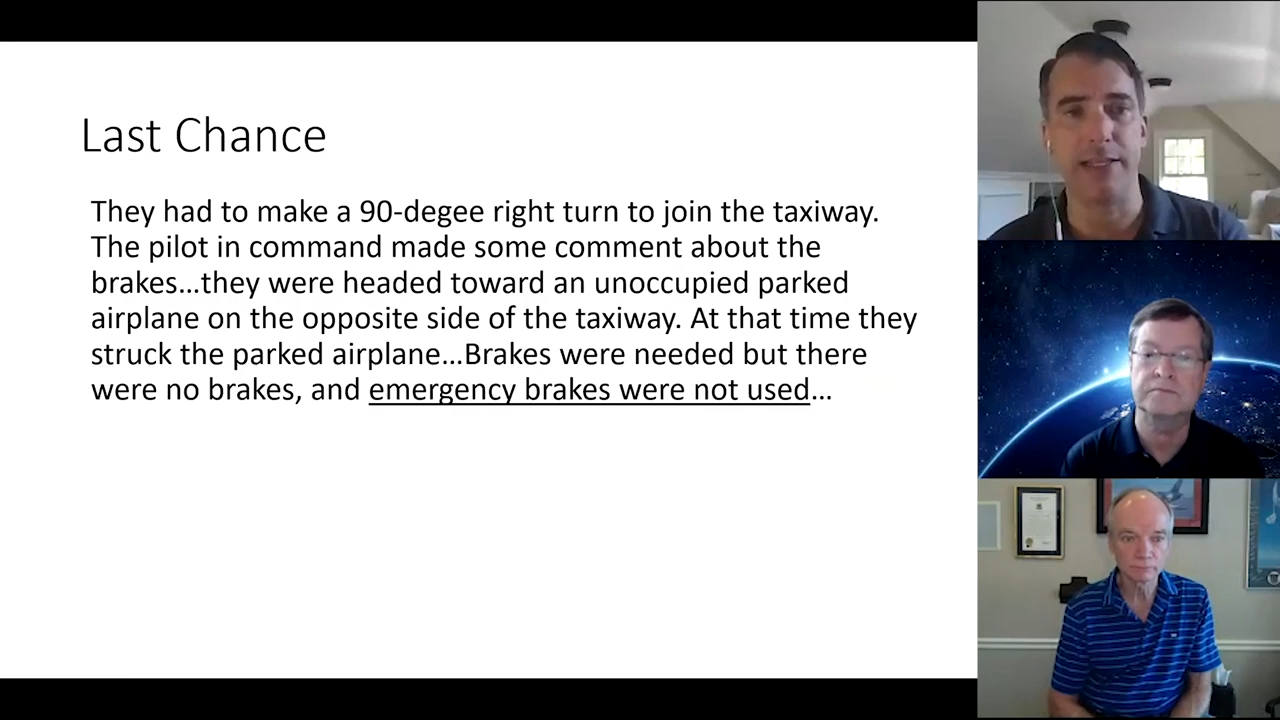 Last Chance
They had to make a 90-degee right turn to join the taxiway.
The pilot in command made some comment about the
brakes…they were headed toward an unoccupied parked
airplane on the opposite side of the taxiway. At that time they
struck the parked airplane…Brakes were needed but there
were no brakes, and emergency brakes were not used…